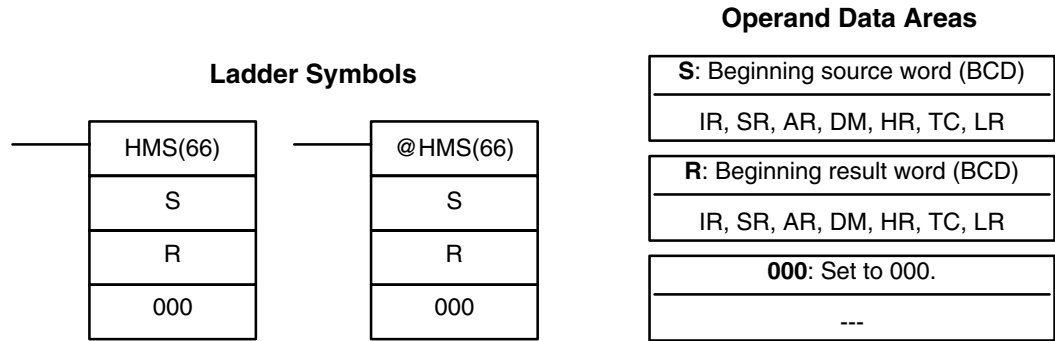 Ladder Symbols
HMS(66)
S
R
000
@HMS(66)
S
R
000
Operand Data Areas
S: Beginning source word (BCD)
IR, SR, AR, DM, HR, TC, LR
R: Beginning result word (BCD)
IR, SR, AR, DM, HR, TC, LR
000: Set to 000.
---